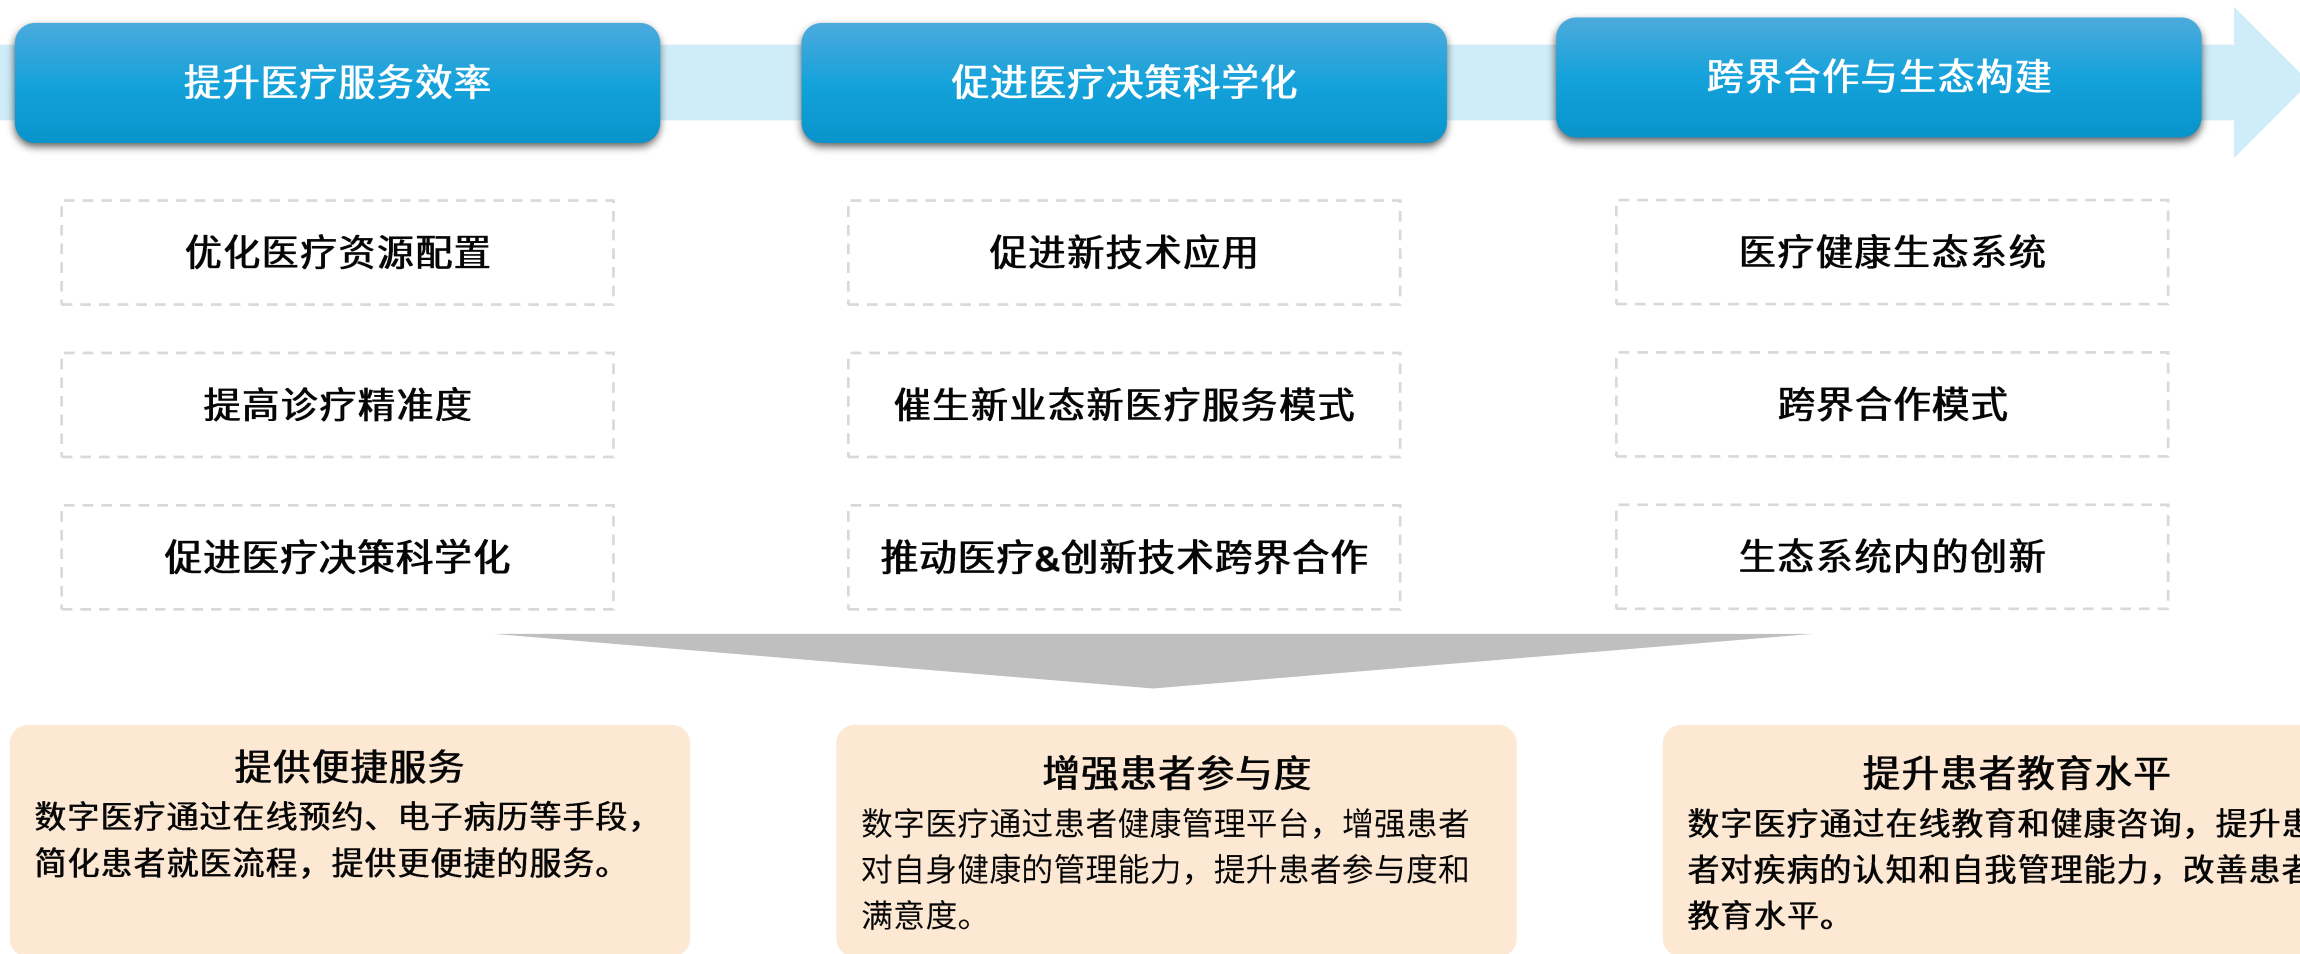 提升医疗服务效率
促进医疗决策科学化
跨界合作与生态构建
优化医疗资源配置
促进新技术应用
医疗健康生态系统
提高诊疗精准度
催生新业态新医疗服务模式
跨界合作模式
促进医疗决策科学化
推动医疗&创新技术跨界合作
生态系统内的创新
提供便捷服务
数字医疗通过在线预约、电子病历等手段，
简化患者就医流程，提供更便捷的服务。
增强患者参与度
数字医疗通过患者健康管理平台，增强患者
对自身健康的管理能力，提升患者参与度和
满意度。
提升患者教育水平
数字医疗通过在线教育和健康咨询，提升患
者对疾病的认知和自我管理能力，改善患者
教育水平。